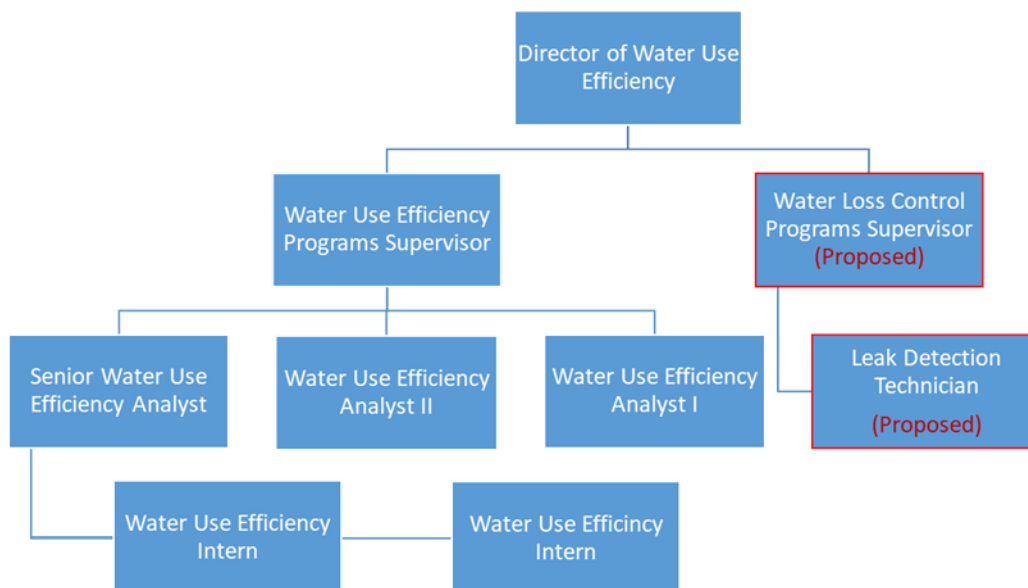 Director of Water Use
Efficiency
Water Use Efficiency
Programs Supervisor
Water Loss Control
Programs Supervisor
(Proposed)
Senior Water Use
Efficiency Analyst
Water Use Efficiency
Analyst II
Water Use Efficiency
Analyst I
Leak Detection
Technician
(Proposed)
Water Use Efficiency
Intern
Water Use Efficincy
Intern